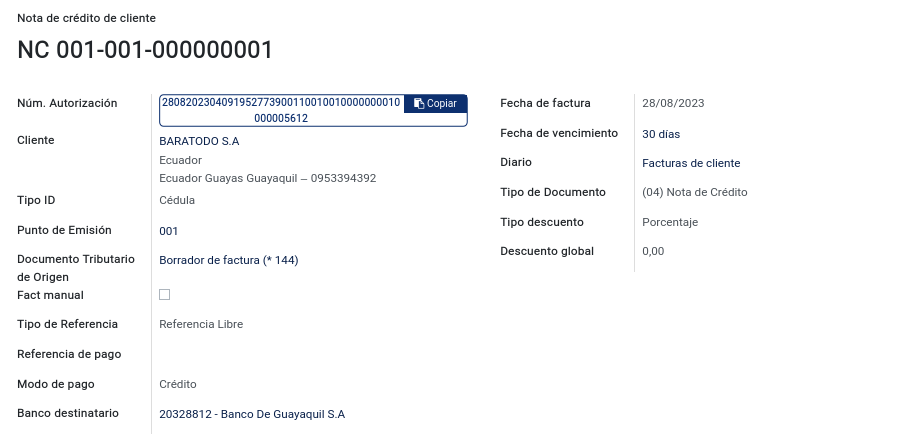 Nota de crédito de cliente
NC 001-001-000000001
Núm. Autorización
2808202304091952773900110010010000000010
000005612
Copiar
Cliente
BARATODO S.A
Ecuador
Ecuador Guayas Guayaquil – 0953394392
Tipo ID
Cédula
Punto de Emisión
001
Documento Tributario
de Origen
Borrador de factura (* 144)
Fact manual
Tipo de Referencia
Referencia Libre
Referencia de pago
Modo de pago
Crédito
Banco destinatario
20328812 - Banco De Guayaquil S.A
Fecha de factura
28/08/2023
Fecha de vencimiento
30 días
Diario
Facturas de cliente
Tipo de Documento
(04) Nota de Crédito
Tipo descuento
Porcentaje
Descuento global
0,00